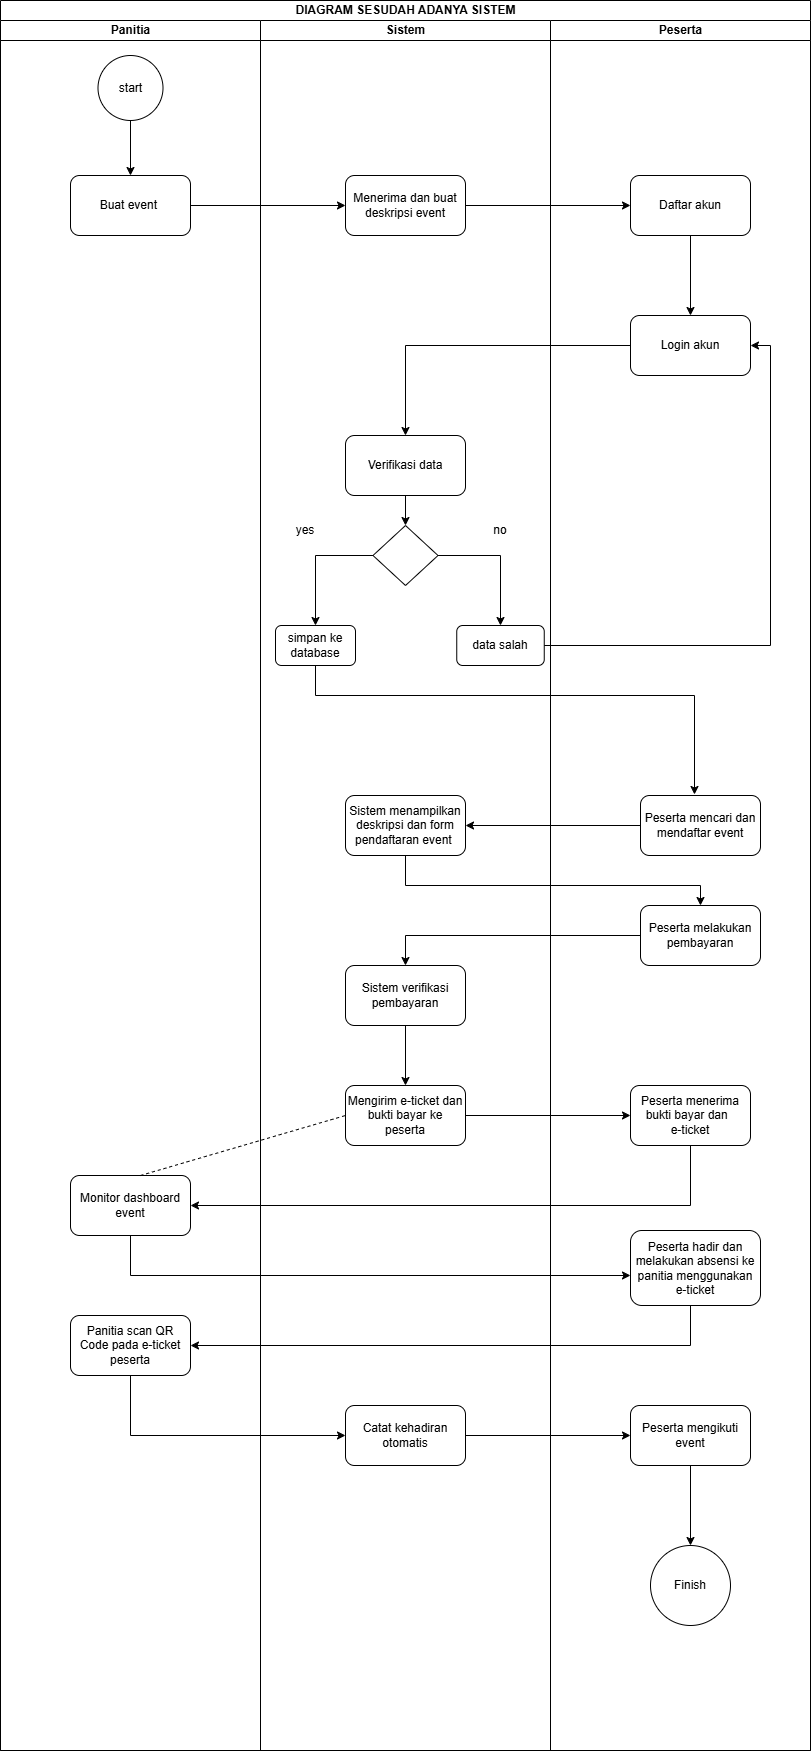 DIAGRAM SESUDAH ADANYA SISTEM
Panitia
Sistem
Peserta
start
Buat event
Menerima dan buat
deskripsi event
Daftar akun
Login akun
Verifikasi data
yes
no
simpan ke
database
data salah
Sistem menampilkan
deskripsi dan form
pendaftaran event
Peserta mencari dan
mendaftar event
Peserta melakukan
pembayaran
Sistem verifikasi
pembayaran
Mengirim e-ticket dan
bukti bayar ke
peserta
Peserta menerima
bukti bayar dan
e-ticket
Monitor dashboard
event
Peserta hadir dan
melakukan absensi ke
panitia menggunakan
e-ticket
Panitia scan QR
Code pada e-ticket
peserta
Catat kehadiran
otomatis
Peserta mengikuti
event
Finish